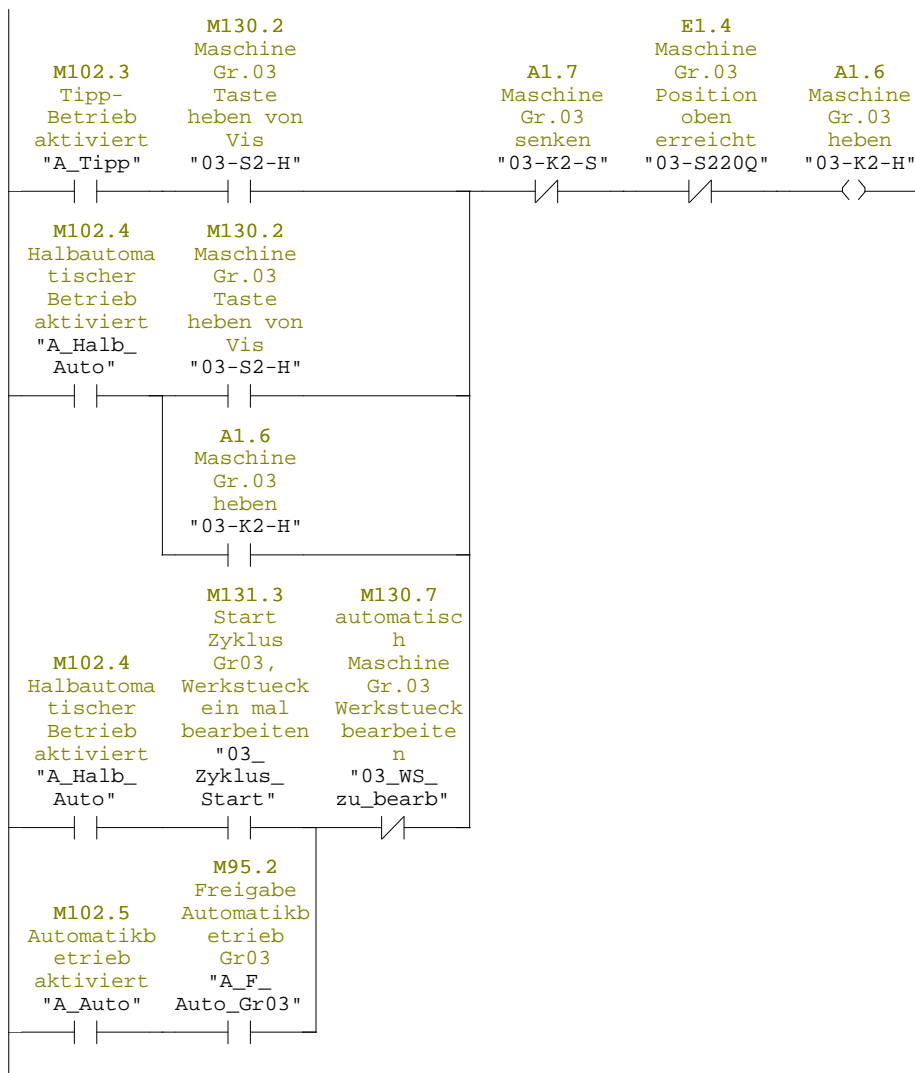 M102.3
Tipp-
Betrieb
aktiviert
"A_Tipp"
M130.2
Maschine
Gr.03
Taste
heben von
Vis
"03-S2-H"
A1.7
Maschine
Gr.03
senken
"03-K2-S"
E1.4
Maschine
Gr.03
Position
oben
erreicht
"03-S220Q"
A1.6
Maschine
Gr.03
heben
"03-K2-H"
M102.4
Halbautoma
tischer
Betrieb
aktiviert
"A_Halb_
Auto"
M130.2
Maschine
Gr.03
Taste
heben von
Vis
"03-S2-H"
A1.6
Maschine
Gr.03
heben
"03-K2-H"
M102.4
Halbautoma
tischer
Betrieb
aktiviert
"A_Halb_
Auto"
M131.3
Start
Zyklus
Gr03,
Werkstueck
ein mal
bearbeiten
"03_
Zyklus_
Start"
M130.7
automatisc
h
Maschine
Gr.03
Werkstueck
bearbeite
n
"03_WS_
zu_bearb"
M102.5
Automatikb
etrieb
aktiviert
"A_Auto"
M95.2
Freigabe
Automatikb
etrieb
Gr03
"A_F_
Auto_Gr03"